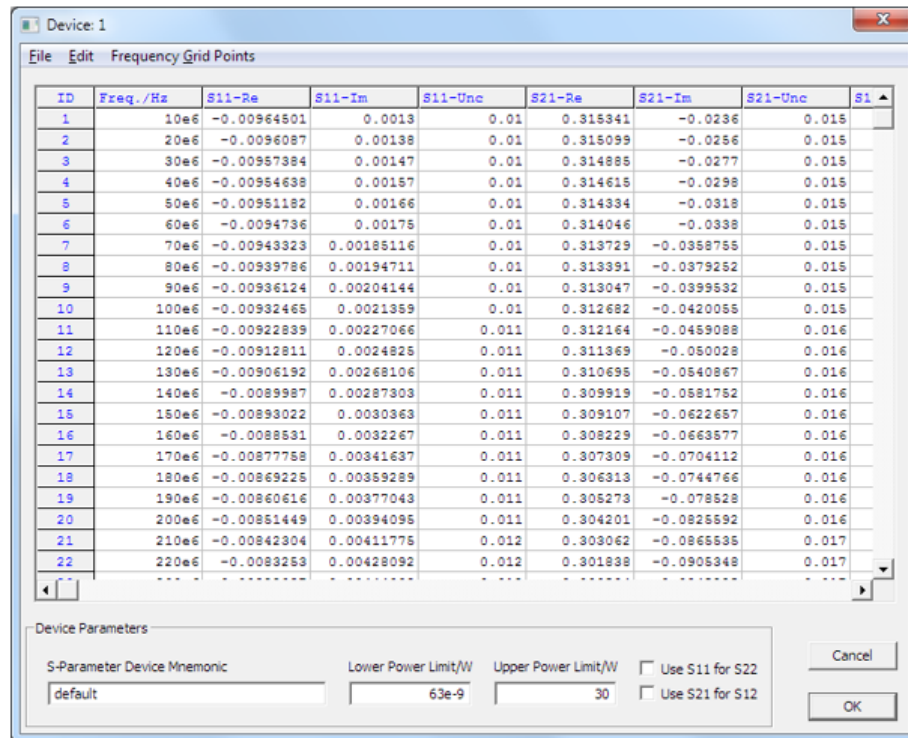 Device: 1
File Edit Frequency Grid Points
ID Freq./Hz S11-Re S11-Im S11-Unc S21-Re S21-Im S21-Unc S1
1 10e6 -0.00964501 0.0013 0.01 0.315341 -0.0236 0.015
2 20e6 -0.0096087 0.00138 0.01 0.315099 -0.0256 0.015
3 30e6 -0.00957384 0.00147 0.01 0.314885 -0.0277 0.015
4 40e6 -0.00954638 0.00157 0.01 0.314615 -0.0298 0.015
5 50e6 -0.00951182 0.00166 0.01 0.314334 -0.0318 0.015
6 60e6 -0.0094736 0.00175 0.01 0.314046 -0.0338 0.015
7 70e6 -0.00943323 0.00185116 0.01 0.313729 -0.0358755 0.015
8 80e6 -0.00939786 0.00194711 0.01 0.313391 -0.0379252 0.015
9 90e6 -0.00936124 0.00204144 0.01 0.313047 -0.0399532 0.015
10 100e6 -0.00932465 0.0021359 0.01 0.312682 -0.0420055 0.015
11 110e6 -0.00922839 0.00227066 0.011 0.312164 -0.0459088 0.016
12 120e6 -0.00912811 0.0024825 0.011 0.311369 -0.050028 0.016
13 130e6 -0.00906192 0.00268106 0.011 0.310695 -0.0540867 0.016
14 140e6 -0.0089987 0.00287303 0.011 0.309919 -0.0581752 0.016
15 150e6 -0.00893022 0.0030363 0.011 0.309107 -0.0622657 0.016
16 160e6 -0.0088531 0.0032267 0.011 0.308229 -0.0663577 0.016
17 170e6 -0.00877758 0.00341637 0.011 0.307309 -0.0704112 0.016
18 180e6 -0.00869225 0.00359289 0.011 0.306313 -0.0744766 0.016
19 190e6 -0.00860616 0.00377043 0.011 0.305273 -0.078528 0.016
20 200e6 -0.00851449 0.00394095 0.011 0.304201 -0.0825592 0.016
21 210e6 -0.00842304 0.00411775 0.012 0.303062 -0.0865535 0.017
22 220e6 -0.0083253 0.00428092 0.012 0.301838 -0.0905348 0.017
Device Parameters
S-Parameter Device Mnemonic Lower Power Limit/W Upper Power Limit/W Use S11 for S22 Cancel
default 63e-9 30 Use S21 for S12 OK